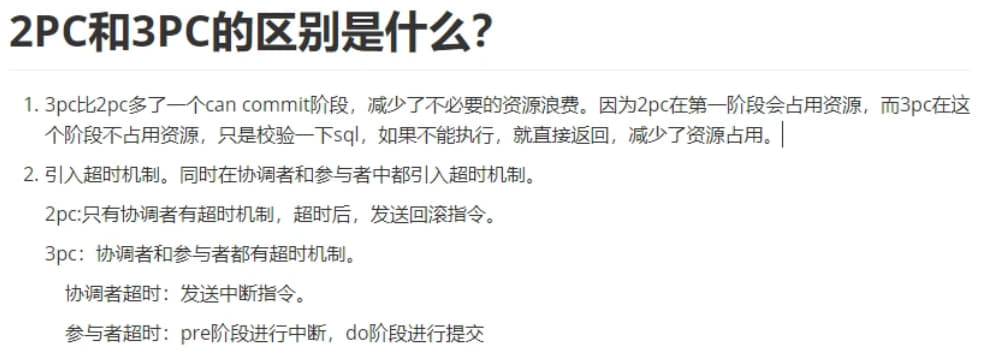 2PC和3PC的区别是什么?
1. 3pc比2pc多了一个can commit阶段，减少了不必要的资源浪费。因为2pc在第一阶段会占用资源，而3pc在这
个阶段不占用资源，只是校验一下sql，如果不能执行，就直接返回，减少了资源占用。
2. 引入超时机制。同时在协调者和参与者中都引入超时机制。
2pc:只有协调者有超时机制，超时后，发送回滚指令。
3pc：协调者和参与者都有超时机制。
协调者超时：发送中断指令。
参与者超时：pre阶段进行中断，do阶段进行提交